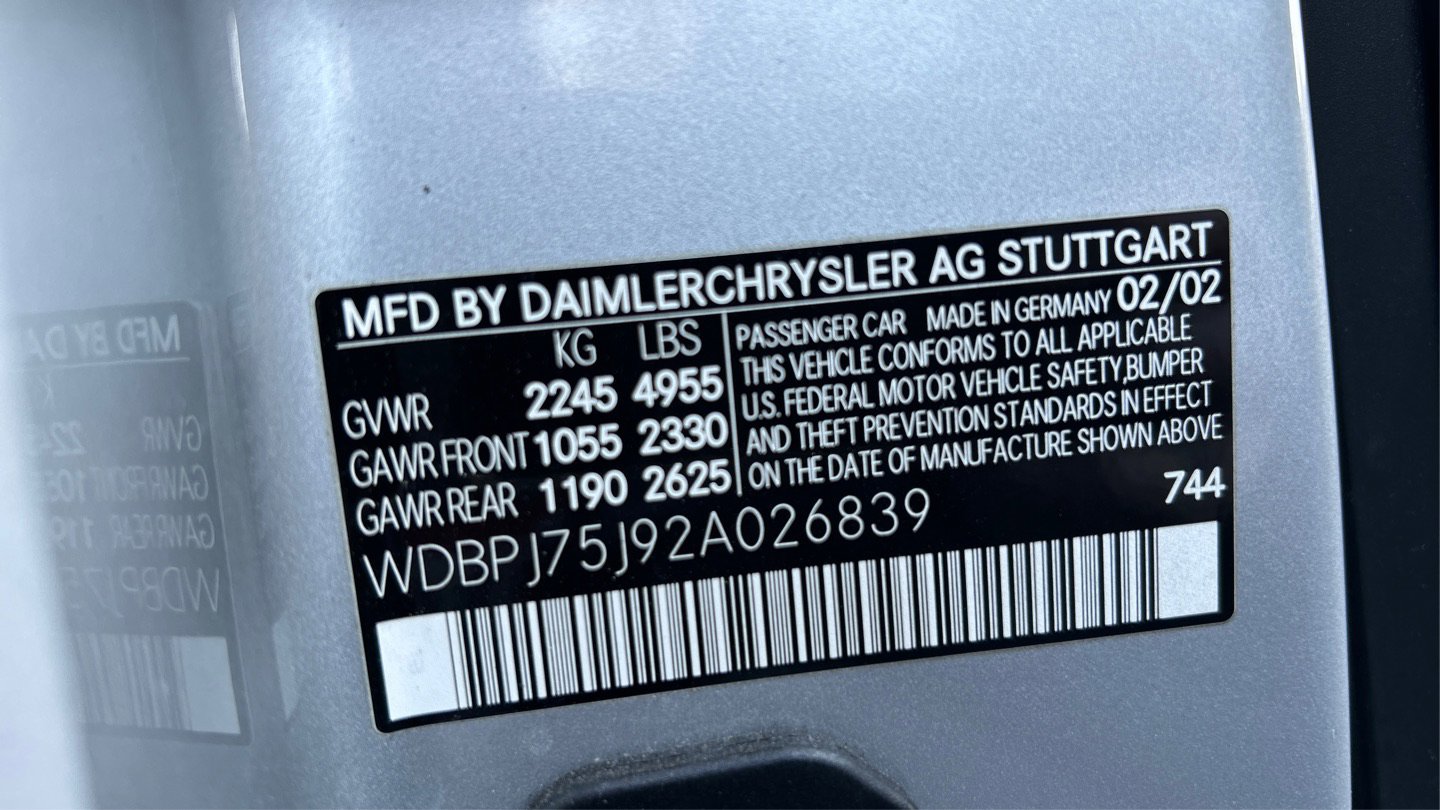 MFD BY DAIMLERCHRYSLER AG STUTTGART
KG LBS
GVWR 2245 4955
GAWR FRONT 1055 2330
GAWR REAR 1190 2625
PASSENGER CAR MADE IN GERMANY 02/02
THIS VEHICLE CONFORMS TO ALL APPLICABLE
U.S. FEDERAL MOTOR VEHICLE SAFETY, BUMPER
AND THEFT PREVENTION STANDARDS IN EFFECT
ON THE DATE OF MANUFACTURE SHOWN ABOVE
744
WDBPJ75J92A026839